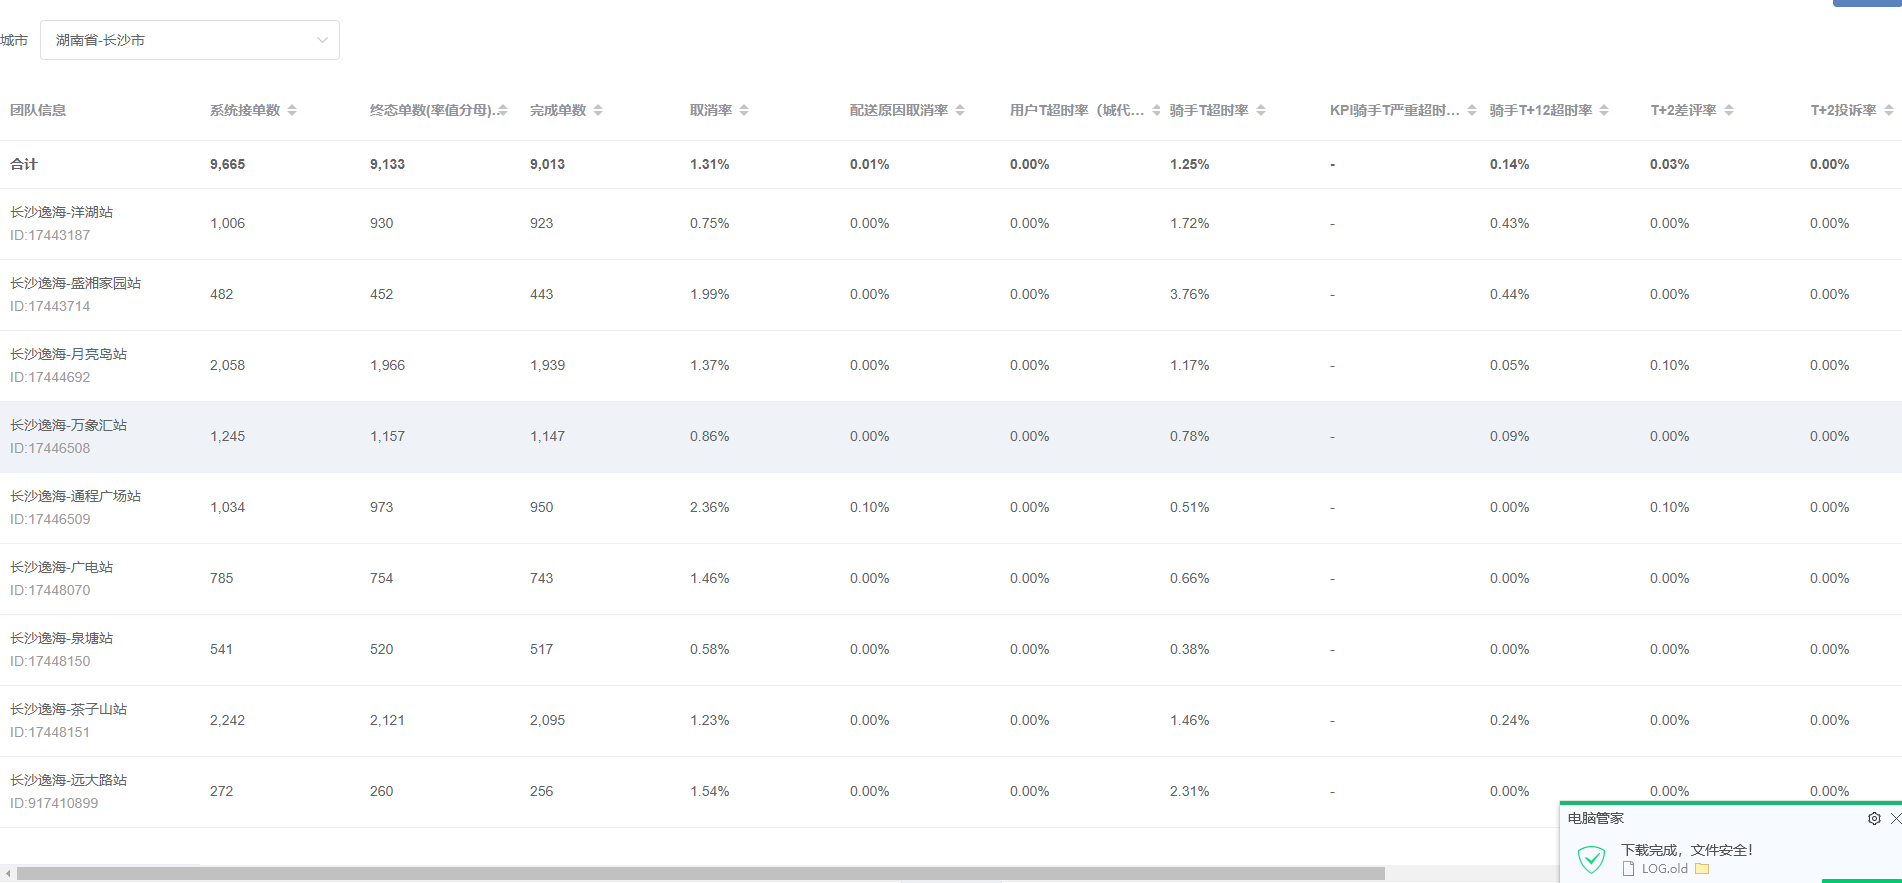 城市 湖南省-长沙市
团队信息 系统接单数 终态单数(率值分母)... 完成单数 取消率 配送原因取消率 用户T超时率（城代... 骑手T超时率 KPI骑手T严重超时... 骑手T+12超时率 T+2差评率 T+2投诉率
合计 9,665 9,133 9,013 1.31% 0.01% 0.00% 1.25% - 0.14% 0.03% 0.00%
长沙逸海-洋湖站
ID:17443187
1,006 930 923 0.75% 0.00% 0.00% 1.72% - 0.43% 0.00% 0.00%
长沙逸海-盛湘家园站
ID:17443714
482 452 443 1.99% 0.00% 0.00% 3.76% - 0.44% 0.00% 0.00%
长沙逸海-月亮岛站
ID:17444692
2,058 1,966 1,939 1.37% 0.00% 0.00% 1.17% - 0.05% 0.10% 0.00%
长沙逸海-万象汇站
ID:17446508
1,245 1,157 1,147 0.86% 0.00% 0.00% 0.78% - 0.09% 0.00% 0.00%
长沙逸海-通程广场站
ID:17446509
1,034 973 950 2.36% 0.10% 0.00% 0.51% - 0.00% 0.10% 0.00%
长沙逸海-广电站
ID:17448070
785 754 743 1.46% 0.00% 0.00% 0.66% - 0.00% 0.00% 0.00%
长沙逸海-泉塘站
ID:17448150
541 520 517 0.58% 0.00% 0.00% 0.38% - 0.00% 0.00% 0.00%
长沙逸海-茶子山站
ID:17448151
2,242 2,121 2,095 1.23% 0.00% 0.00% 1.46% - 0.24% 0.00% 0.00%
长沙逸海-远大路站
ID:917410899
272 260 256 1.54% 0.00% 0.00% 2.31% - 0.00% 0.00% 0.00%
电脑管家
下载完成，文件安全！
LOG.old